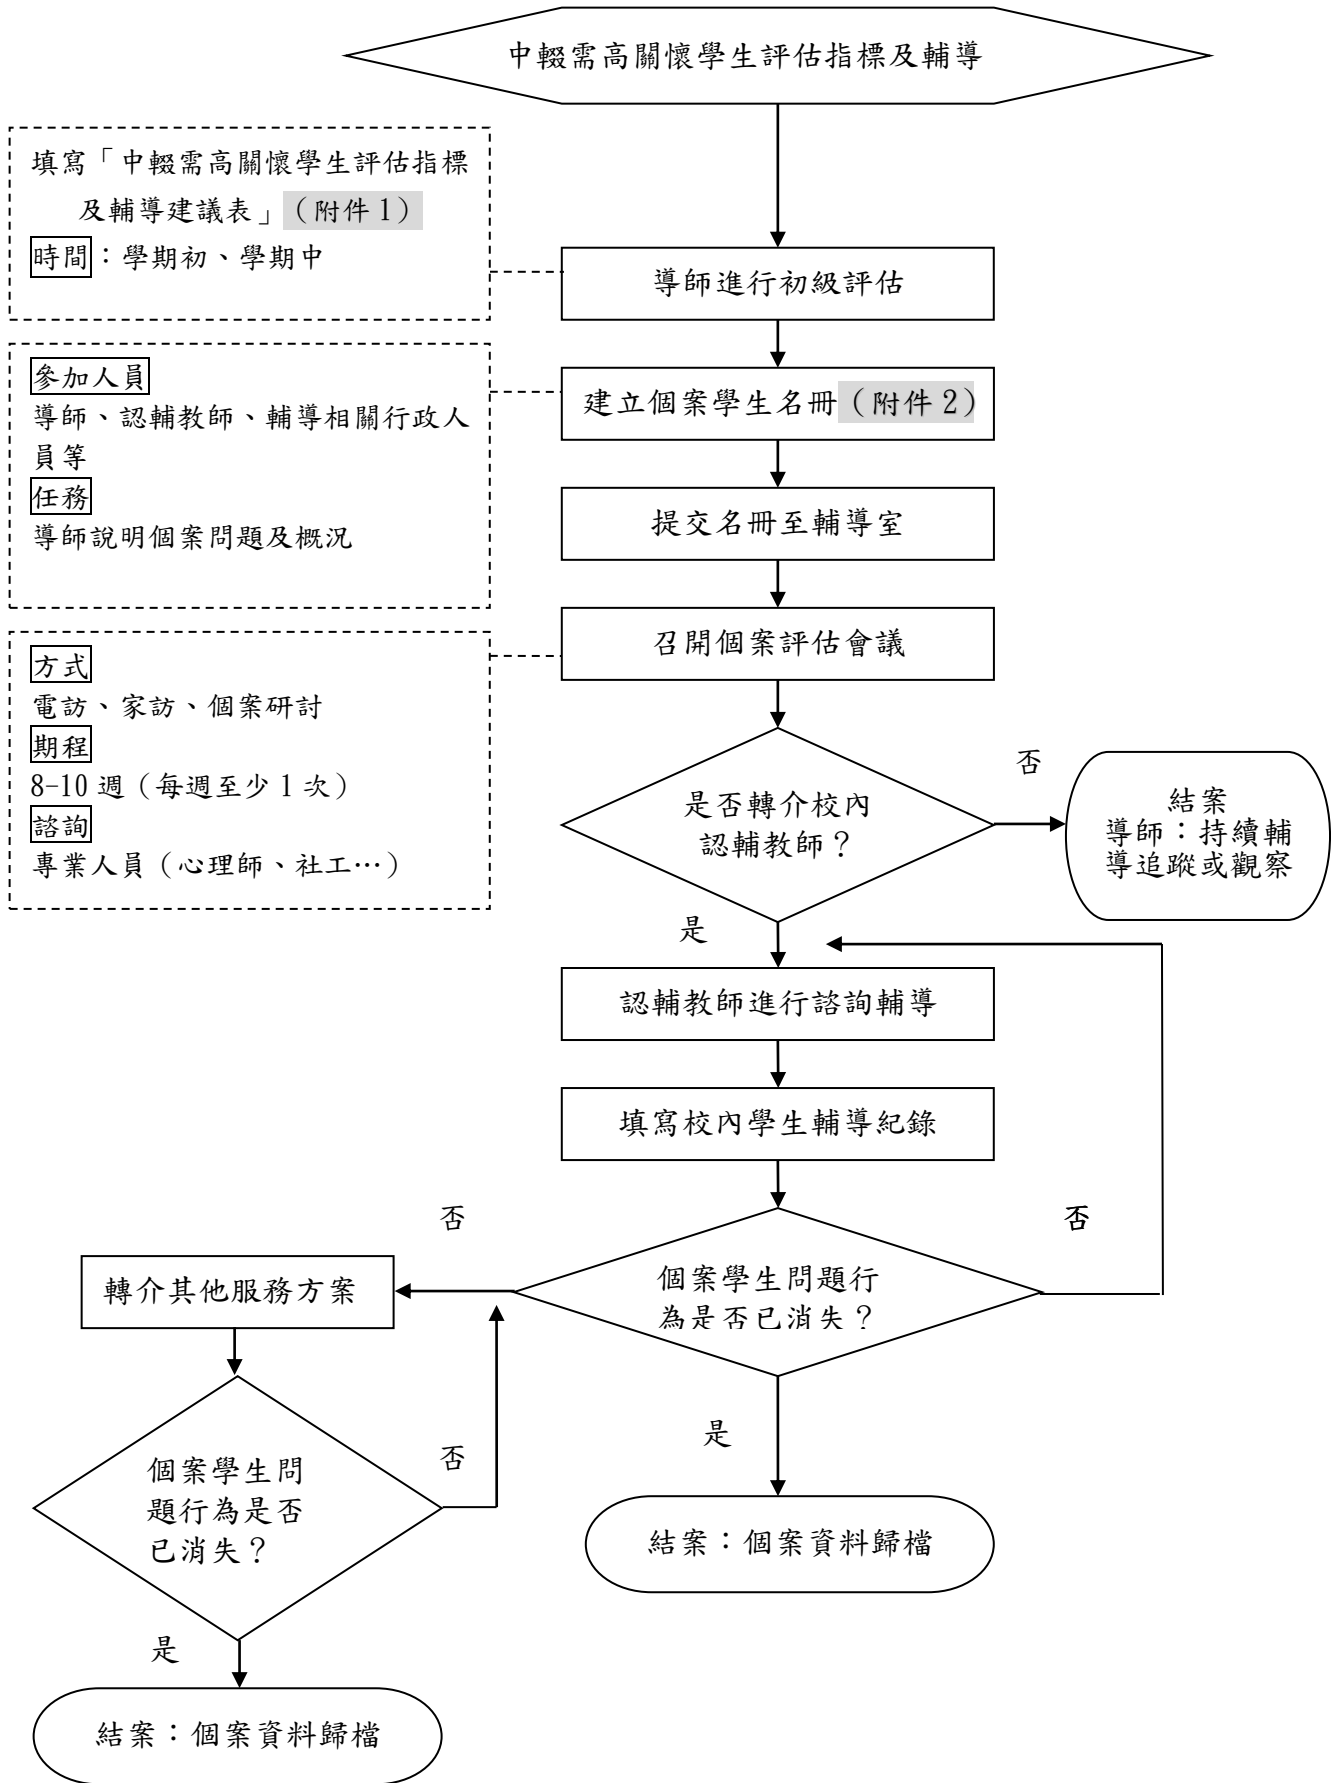 中輟需高關懷學生評估指標及輔導
填寫「中輟需高關懷學生評估指標
及輔導建議表」（附件 1）
時間：學期初、學期中
導師進行初級評估
參加人員
導師、認輔教師、輔導相關行政人
員等
任務
導師說明個案問題及概況
建立個案學生名冊（附件 2）
提交名冊至輔導室
召開個案評估會議
方式
電訪、家訪、個案研討
期程
8-10 週（每週至少 1 次）
諮詢
專業人員（心理師、社工…）
是否轉介校內
認輔教師？
否
結案
導師：持續輔
導追蹤或觀察
是
認輔教師進行諮詢輔導
填寫校內學生輔導紀錄
否
否
個案學生問題行
為是否已消失？
轉介其他服務方案
是
否
個案學生問
題行為是否
已消失？
結案：個案資料歸檔
是
結案：個案資料歸檔